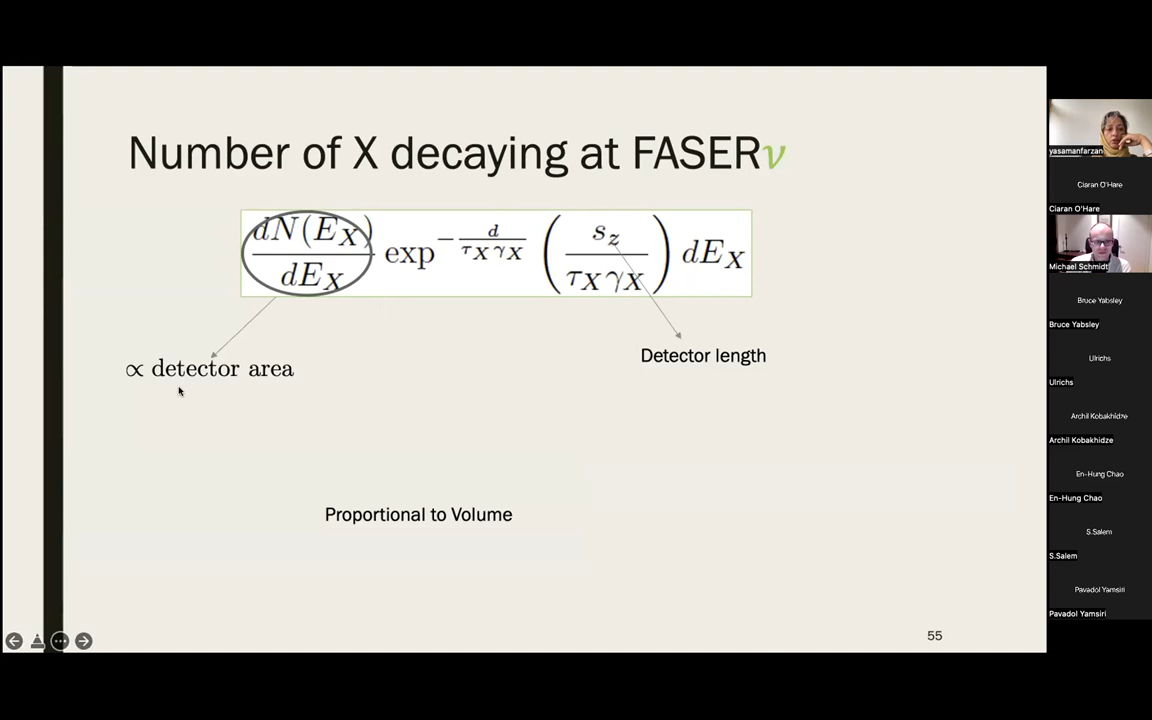 Number of X decaying at FASERν
dN(E_X)/dE_X exp^{-d/(τ_X γ_X)} (s_z/(τ_X γ_X)) dE_X
∝ detector area
Detector length
Proportional to Volume
55
yasamanfarzan
Ciaran O'Hare
Ciaran O'Hare
Michael Schmidt
Bruce Yabsley
Bruce Yabsley
Ulrichs
Ulrichs
Archil Kobakhidze
Archil Kobakhidze
En-Hung Chao
En-Hung Chao
S.Salem
S.Salem
Pavadol Yamsiri
Pavadol Yamsiri